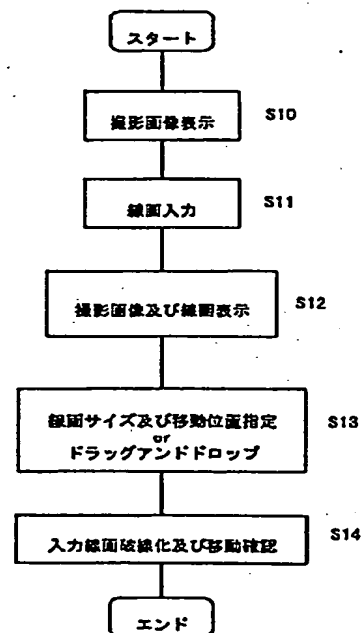 スタート
撮影画像表示
S10
線画入力
S11
撮影画像及び線画表示
S12
線画サイズ及び移動位置指定
or
ドラッグアンドドロップ
S13
入力線画破線化及び移動確認
S14
エンド